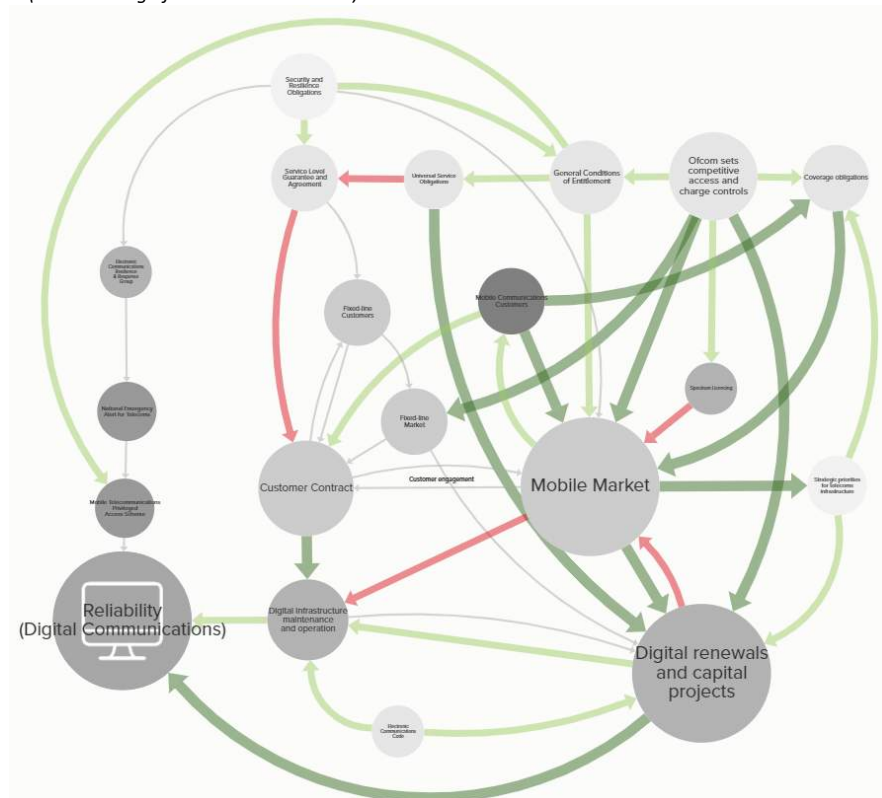 Security and
Resilience
Obligations
Service Level
Guarantee and
Agreement
Universal Service
Obligations
General Conditions
of Entitlement
Ofcom sets
competitive
access and
charge controls
Coverage obligations
Electronic
Communications
Resilience
& Response
Group
Fixed-line
Customers
Mobile Communications
Customers
Spectrum Licensing
National Emergency
Alert for Telecoms
Fixed-line
Market
Customer Contract
Customer engagement
Mobile Market
Strategic priorities
for telecoms
infrastructure
Mobile Telecommunications
Privileged
Access Scheme
Reliability
(Digital Communications)
Digital Infrastructure
maintenance
and operation
Digital renewals
and capital
projects
Electronic
Communications
Code